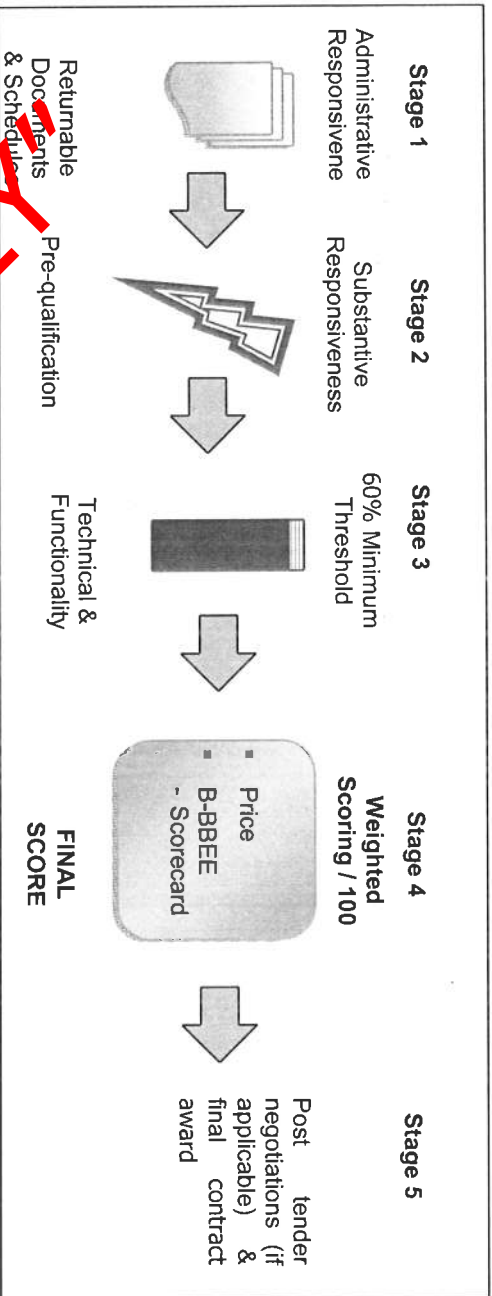 Stage 1
Administrative
Responsivene
Returnable
Documents
& Schedules
Stage 2
Substantive
Responsiveness
Pre-qualification
Stage 3
60% Minimum
Threshold
Technical &
Functionality
Stage 4
Weighted
Scoring / 100
▪ Price
▪ B-BBEE
- Scorecard
FINAL
SCORE
Stage 5
Post tender
negotiations (if
applicable) &
final contract
award